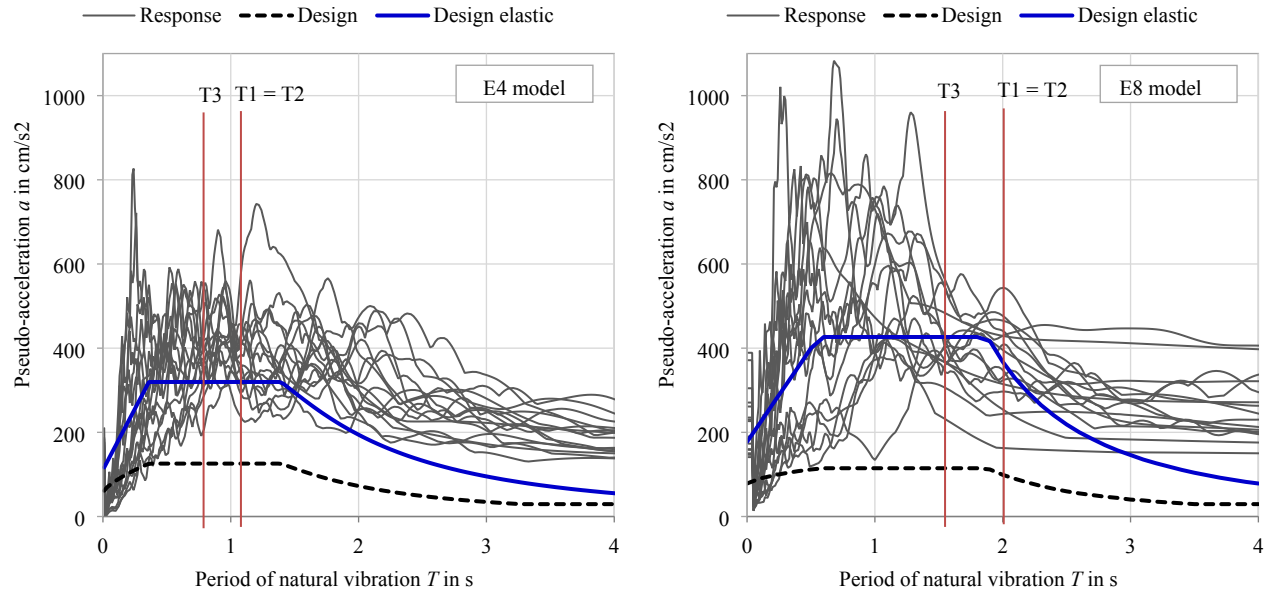 Response Design Design elastic
Pseudo-acceleration a in cm/s2
1000
800
600
400
200
0
T3 T1 = T2
E4 model
0 1 2 3 4
Period of natural vibration T in s
Response Design Design elastic
Pseudo-acceleration a in cm/s2
1000
800
600
400
200
0
T3 T1 = T2
E8 model
0 1 2 3 4
Period of natural vibration T in s